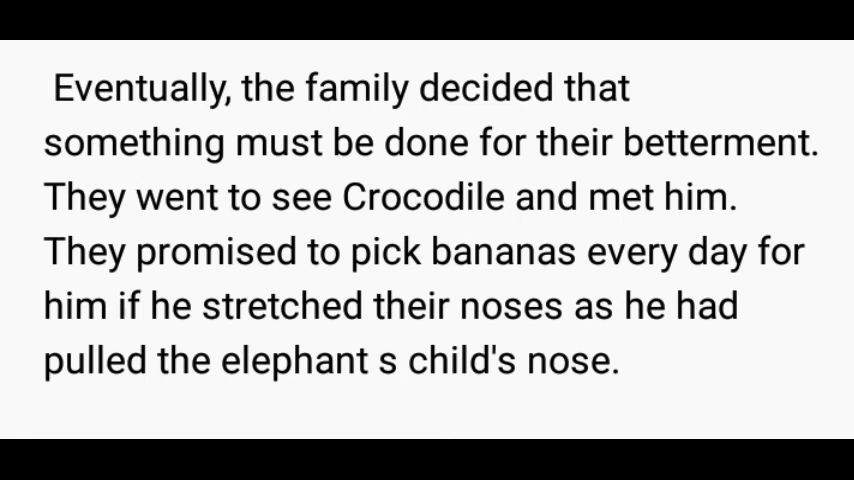 Eventually, the family decided that
something must be done for their betterment.
They went to see Crocodile and met him.
They promised to pick bananas every day for
him if he stretched their noses as he had
pulled the elephant s child's nose.